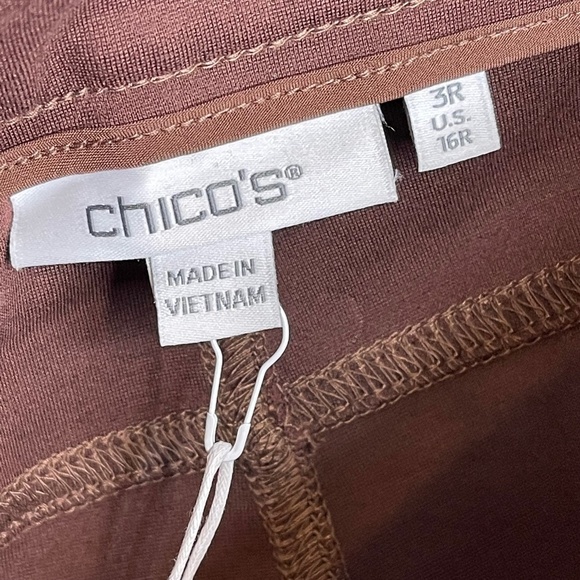 chico's®
3R
U.S.
16R
MADE IN
VIETNAM